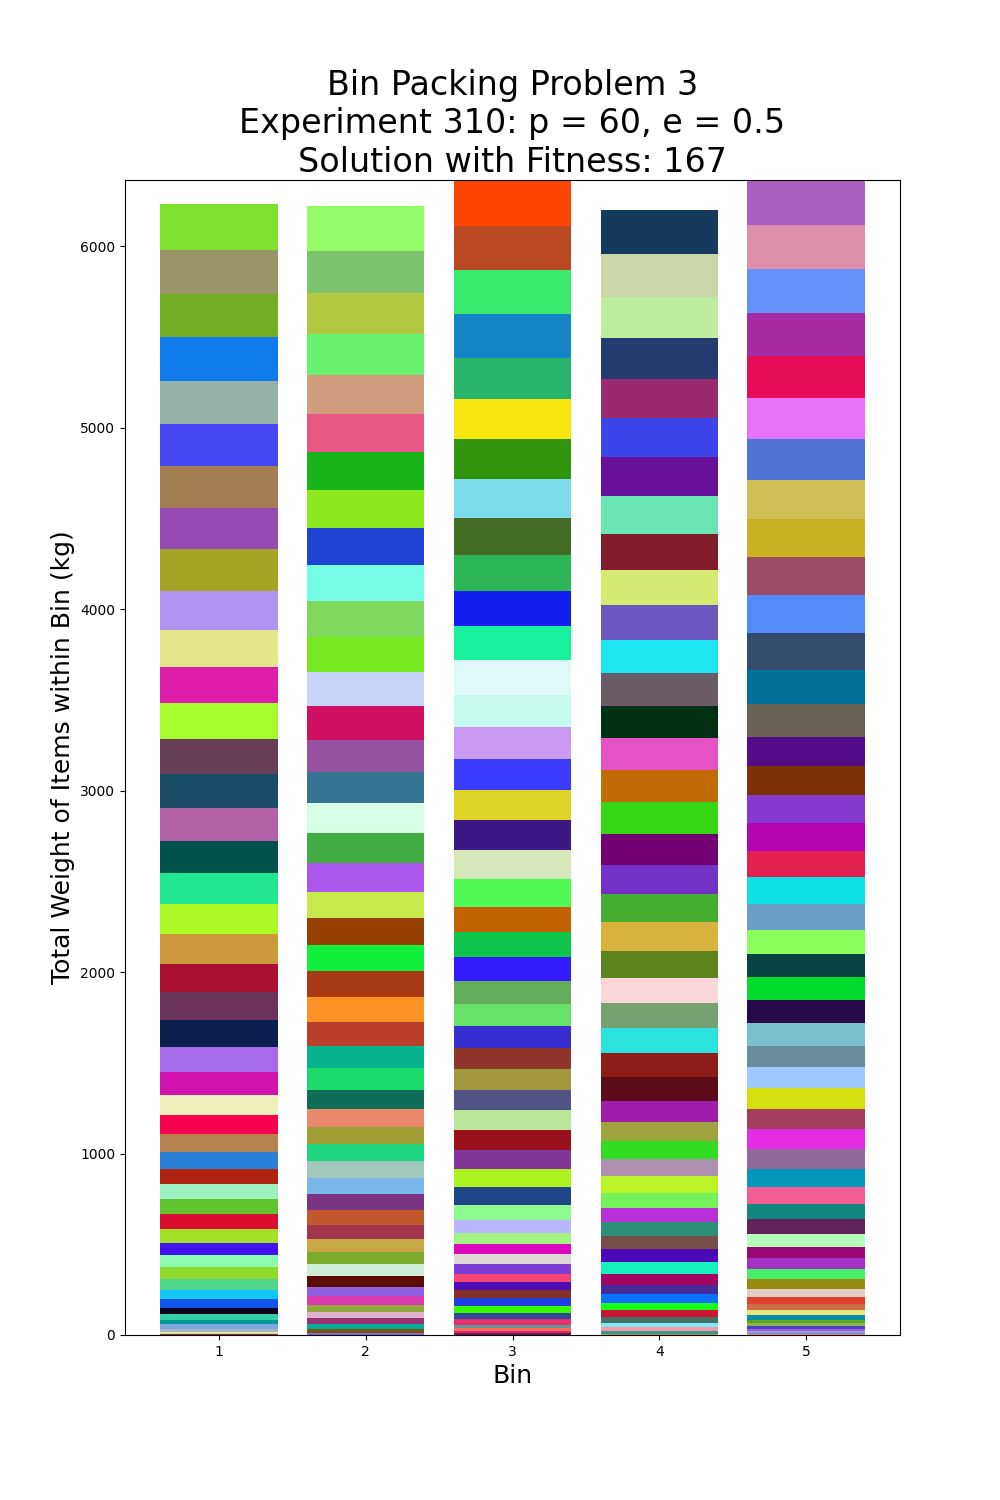 Bin Packing Problem 3
Experiment 310: p = 60, e = 0.5
Solution with Fitness: 167
Total Weight of Items within Bin (kg)
6000
5000
4000
3000
2000
1000
0
1 2 3 4 5
Bin